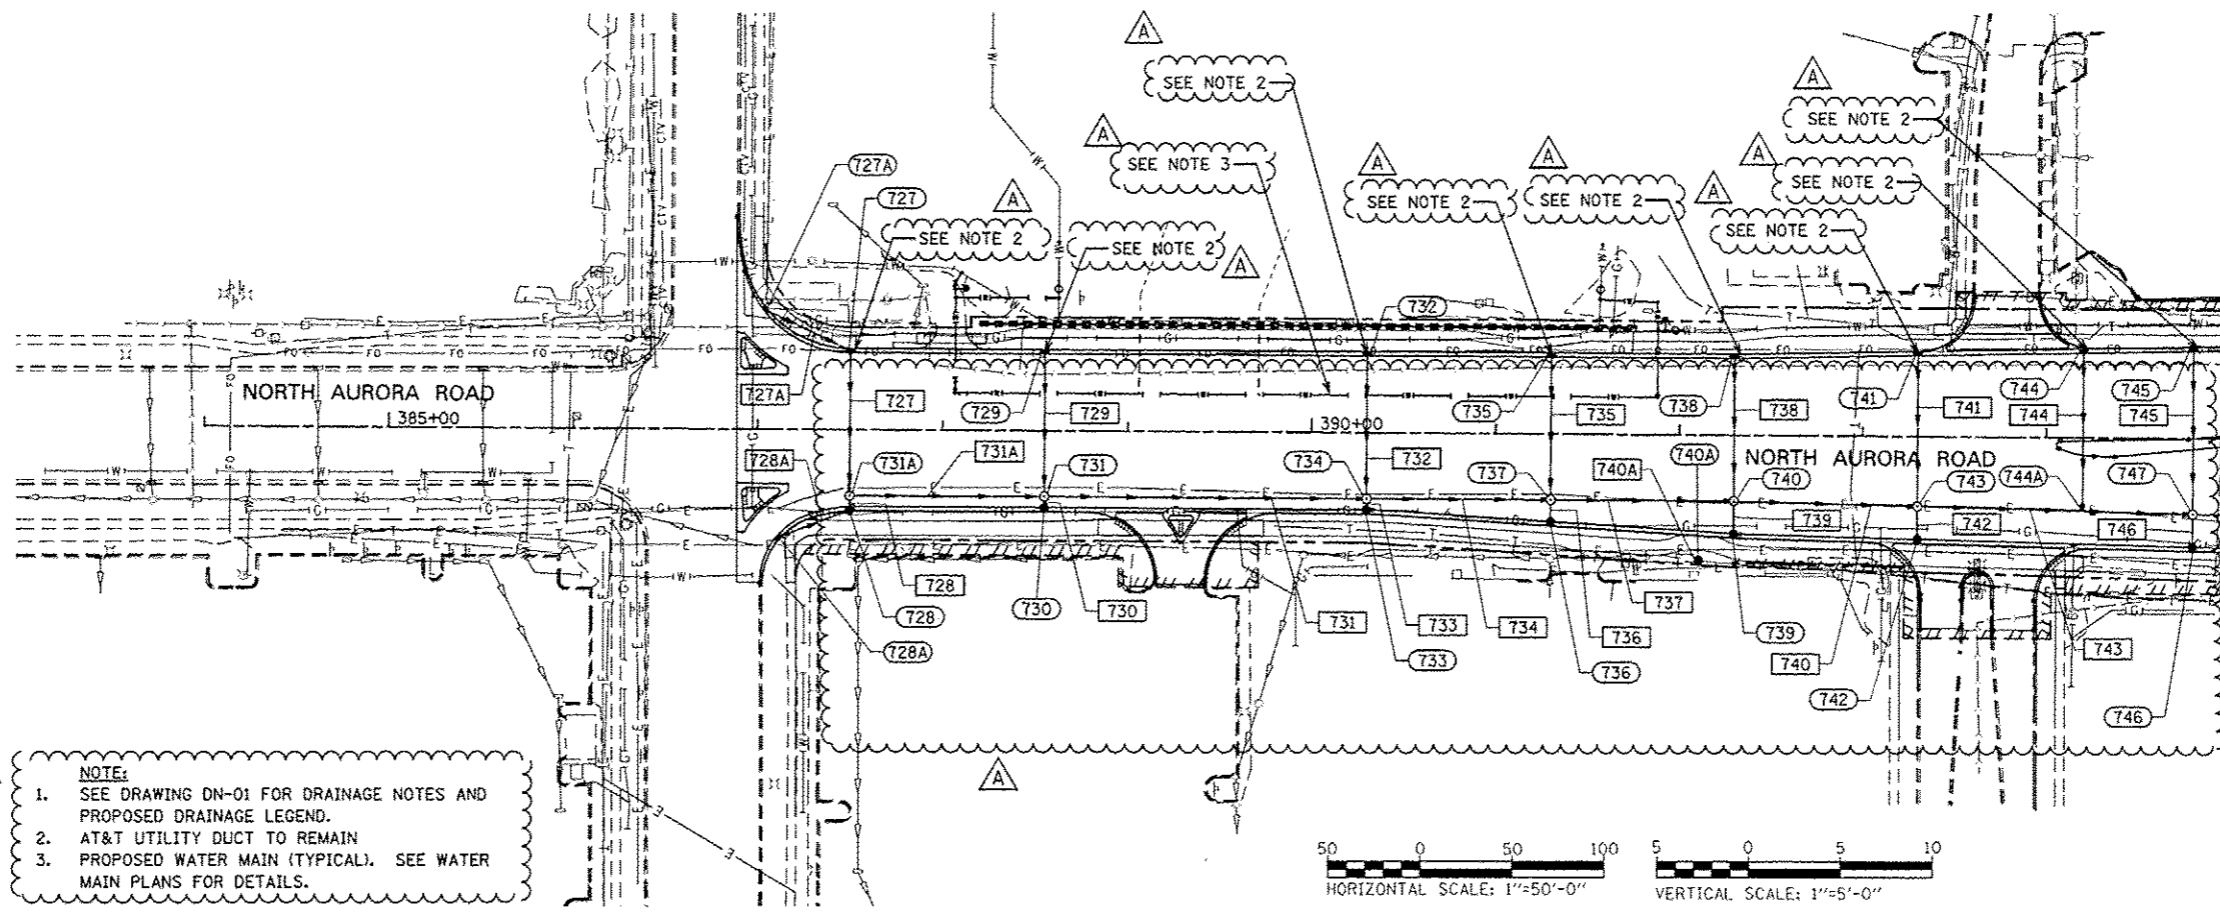 A
SEE NOTE 2
A
SEE NOTE 2
A
SEE NOTE 3
A
SEE NOTE 2
A
SEE NOTE 2
A
SEE NOTE 2
A
SEE NOTE 2
A
SEE NOTE 2
A
SEE NOTE 2
A
727A
727
732
NORTH AURORA ROAD
385+00
727A
727
729
729
735
735
738
738
741
741
744
744
745
745
390+00
NORTH AURORA ROAD
728A
731A
731A
731
734
732
737
740A
740A
740
743
744A
747
739
742
746
728
728
728A
730
730
731
733
733
734
736
736
737
739
740
742
743
746
A
NOTE:
1. SEE DRAWING DN-01 FOR DRAINAGE NOTES AND
PROPOSED DRAINAGE LEGEND.
2. AT&T UTILITY DUCT TO REMAIN
3. PROPOSED WATER MAIN (TYPICAL). SEE WATER
MAIN PLANS FOR DETAILS.
50 0 50 100
HORIZONTAL SCALE: 1"=50'-0"
5 0 5 10
VERTICAL SCALE: 1"=5'-0"